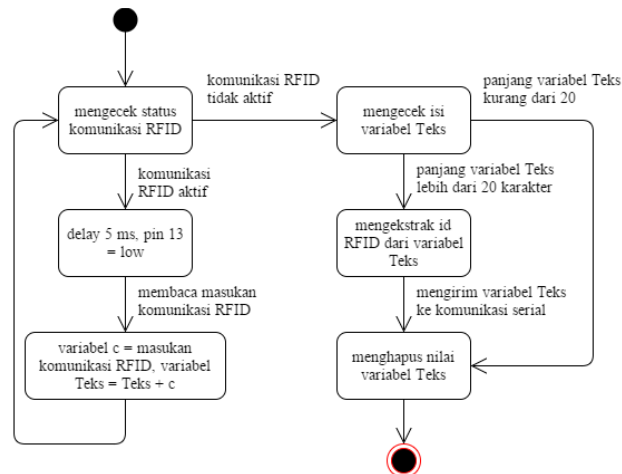 komunikasi RFID
tidak aktif
panjang variabel Teks
kurang dari 20
mengecek status
komunikasi RFID
mengecek isi
variabel Teks
komunikasi
RFID aktif
panjang variabel Teks
lebih dari 20 karakter
delay 5 ms, pin 13
= low
mengekstrak id
RFID dari variabel
Teks
membaca masukan
komunikasi RFID
mengirim variabel Teks
ke komunikasi serial
variabel c = masukan
komunikasi RFID, variabel
Teks = Teks + c
menghapus nilai
variabel Teks